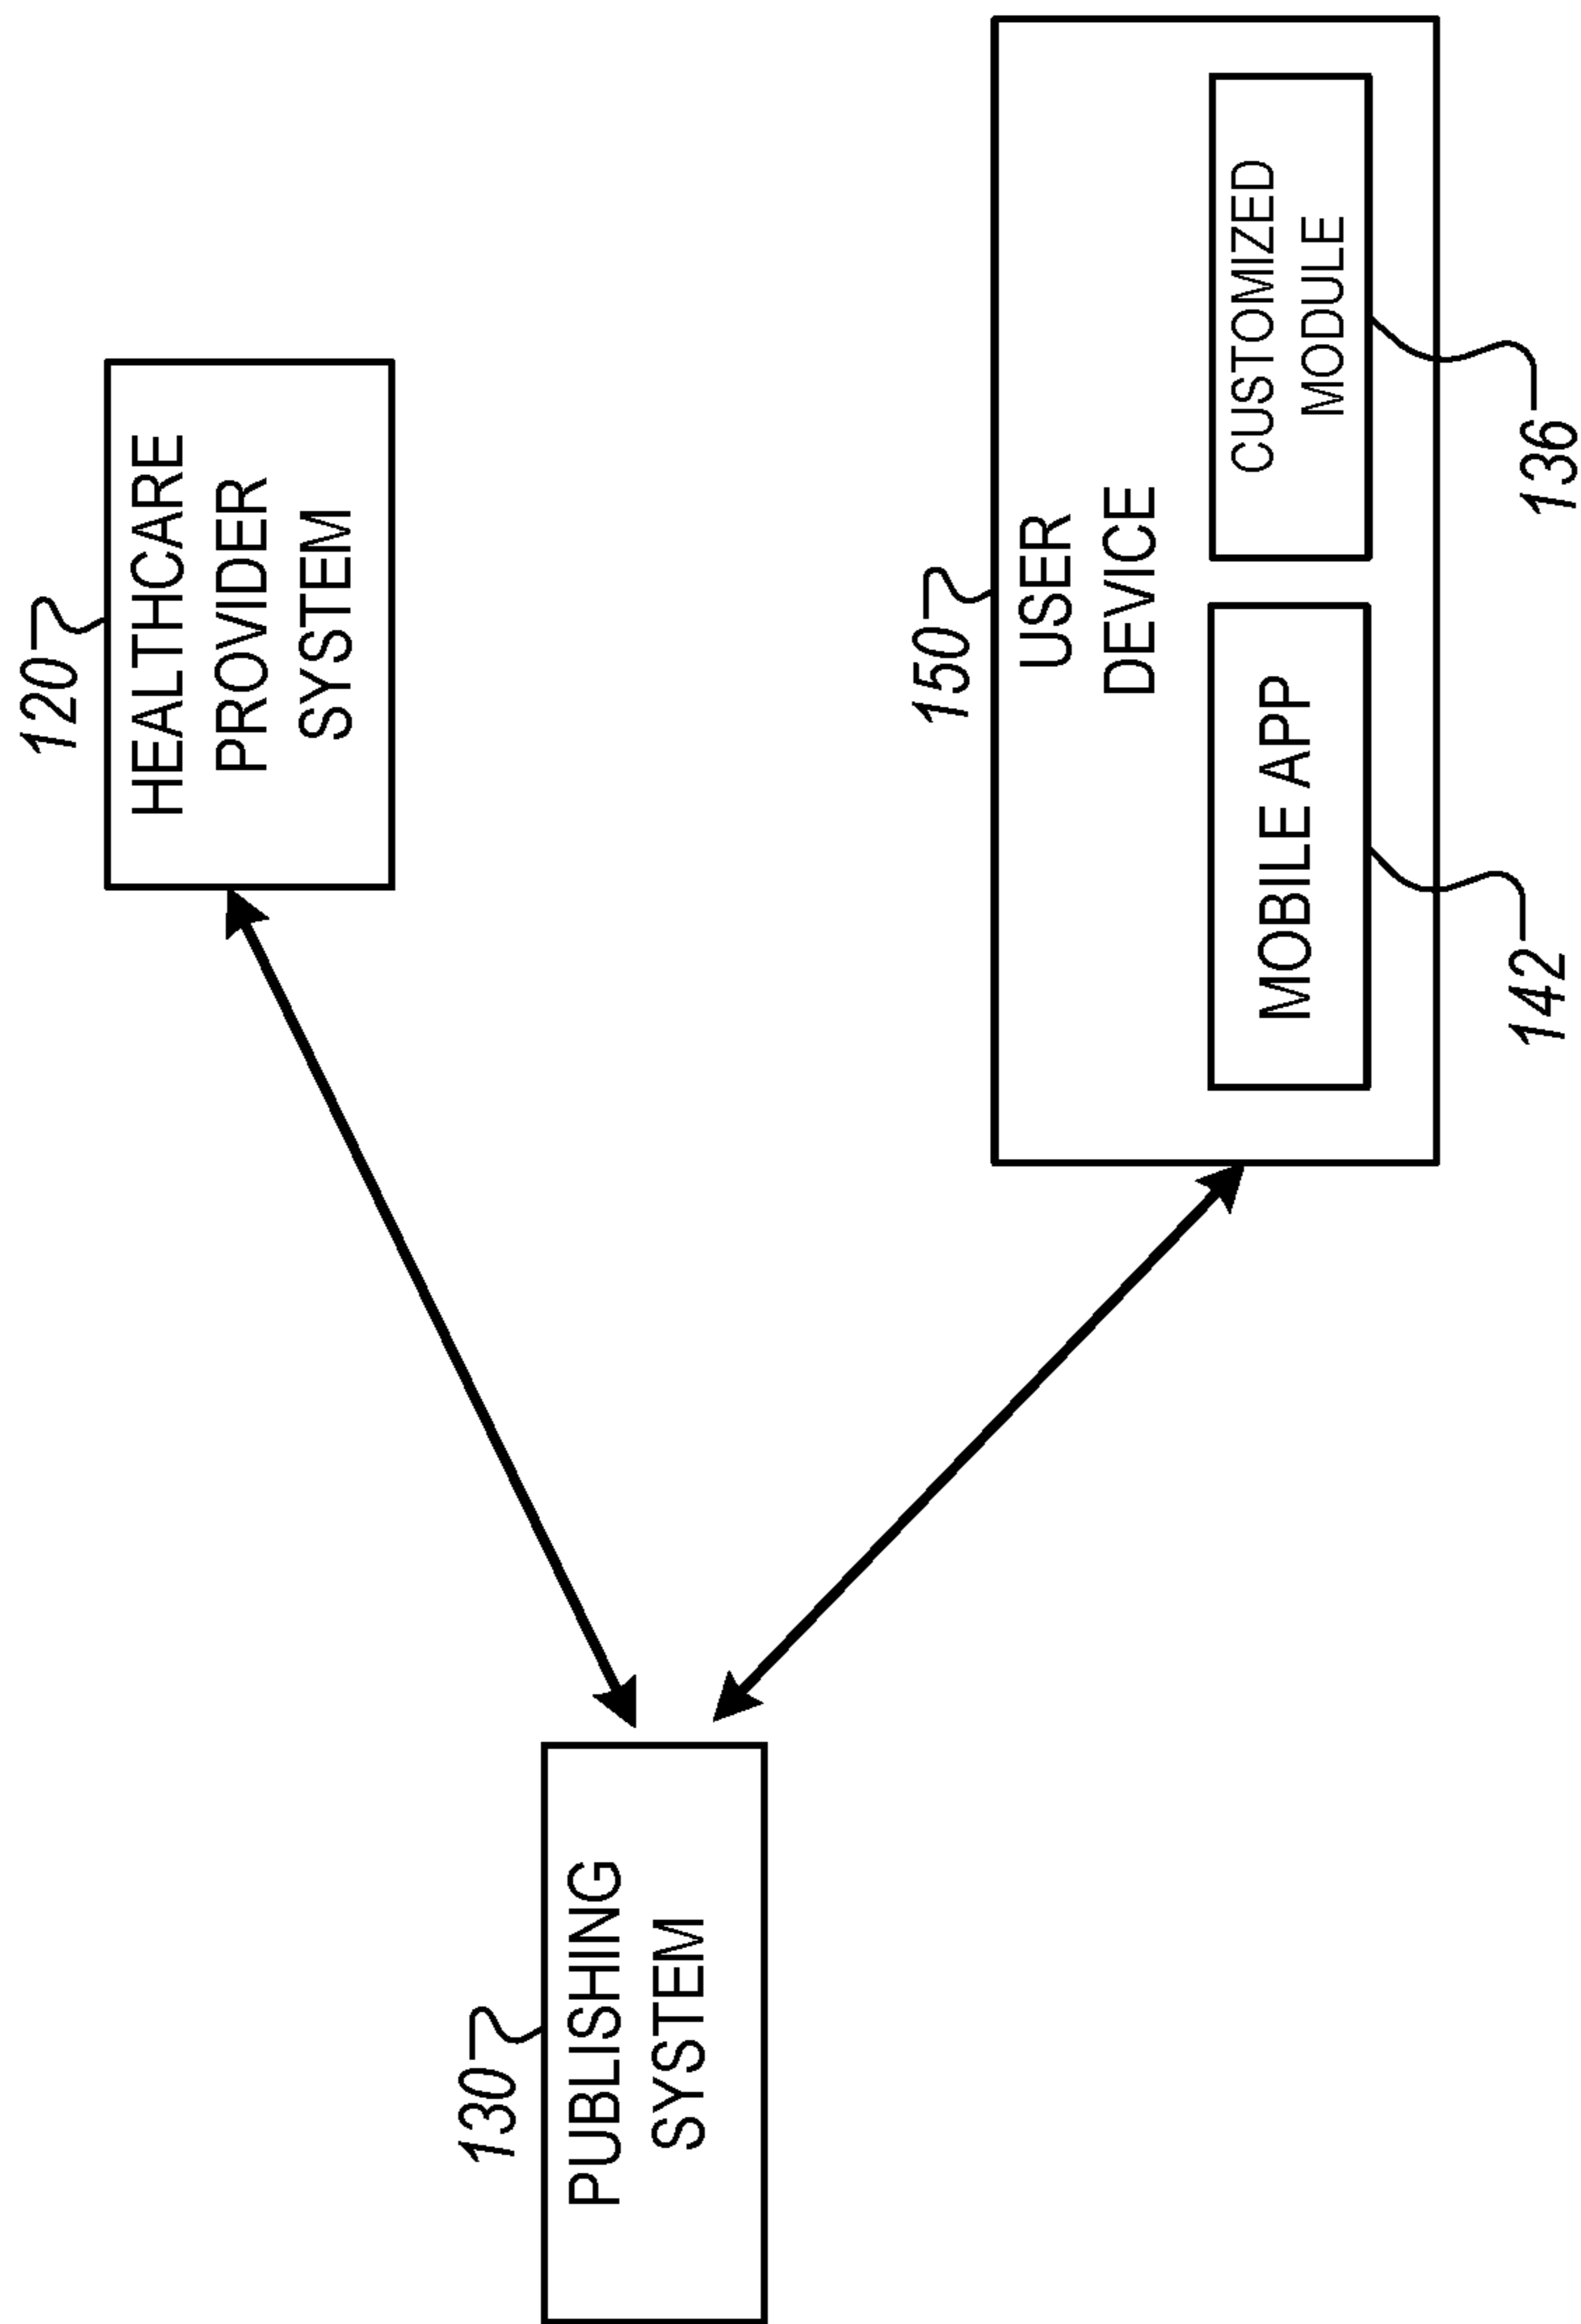 120
HEALTHCARE
PROVIDER
SYSTEM
130
PUBLISHING
SYSTEM
150
USER
DEVICE
MOBILE APP
CUSTOMIZED
MODULE
142
136